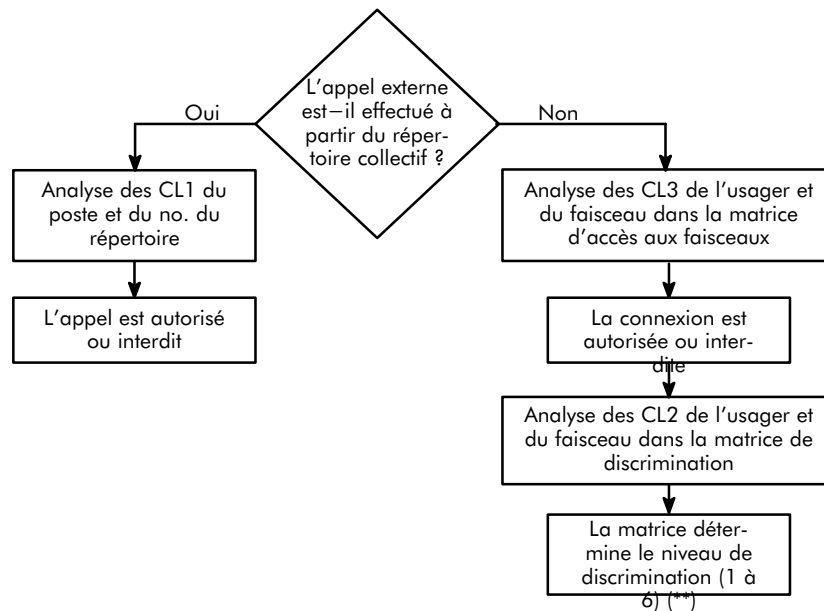 L'appel externe
est–il effectué à
partir du réper-
toire collectif ?
Oui
Non
Analyse des CL1 du
poste et du no. du
répertoire
L'appel est autorisé
ou interdit
Analyse des CL3 de l'usager et
du faisceau dans la matrice
d'accès aux faisceaux
La connexion est
autorisée ou inter-
dite
Analyse des CL2 de l'usager et
du faisceau dans la matrice de
discrimination
La matrice déter-
mine le niveau de
discrimination (1 à
6) (**)